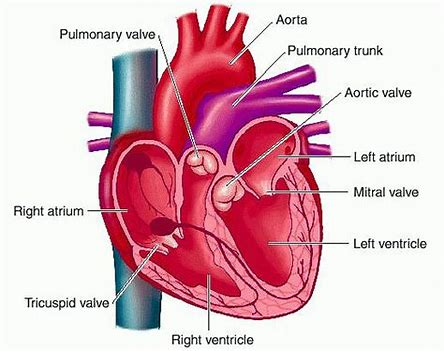 Aorta
Pulmonary valve
Pulmonary trunk
Aortic valve
Left atrium
Mitral valve
Right atrium
Left ventricle
Tricuspid valve
Right ventricle